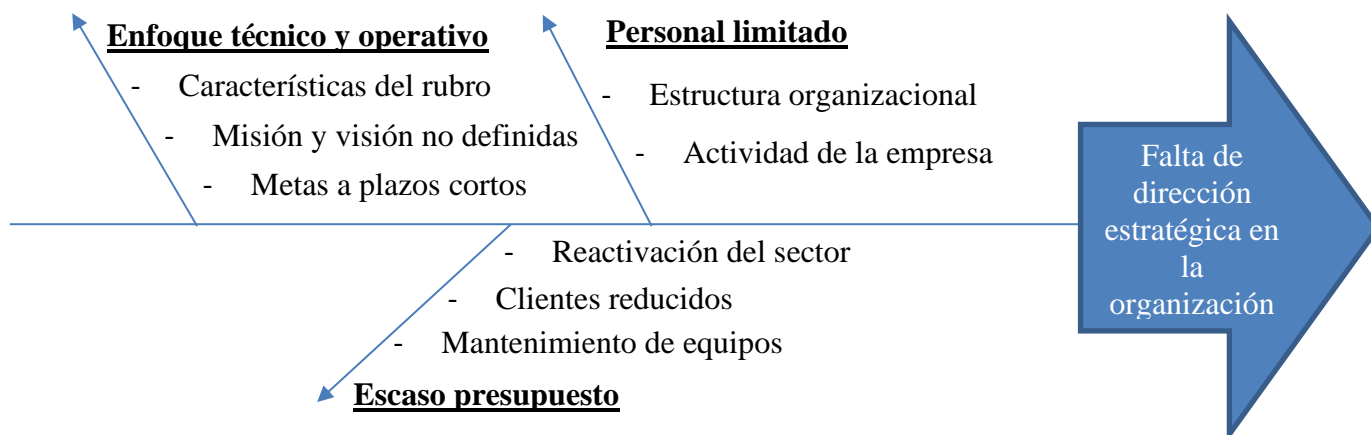 Enfoque técnico y operativo
- Características del rubro
- Misión y visión no definidas
- Metas a plazos cortos
Personal limitado
- Estructura organizacional
- Actividad de la empresa
- Reactivación del sector
- Clientes reducidos
- Mantenimiento de equipos
Escaso presupuesto
Falta de
dirección
estratégica en
la
organización